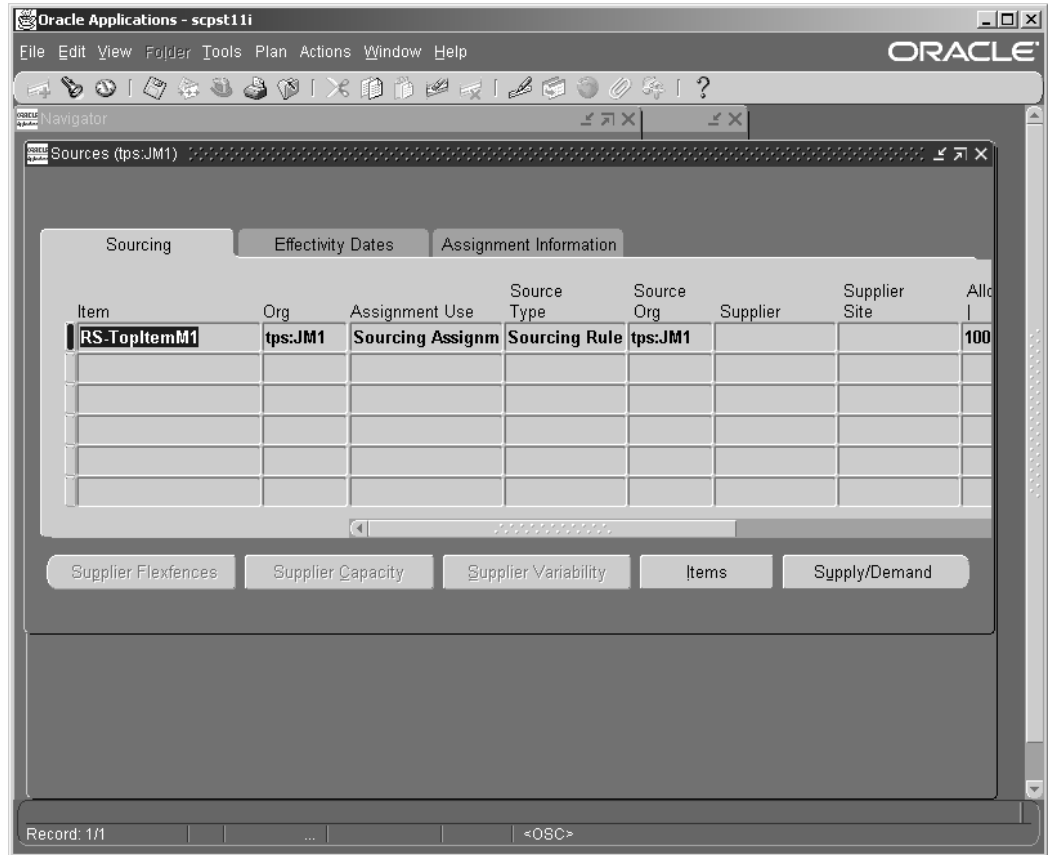 Oracle Applications - scpst11i
File Edit View Folder Tools Plan Actions Window Help
ORACLE
Navigator
Sources (tps:JM1)
Sourcing Effectivity Dates Assignment Information
Source Source Supplier Allo
Item Org Assignment Use Type Org Supplier Site
RS-TopItemM1 tps:JM1 Sourcing Assignm Sourcing Rule tps:JM1 100
Supplier Flexfences Supplier Capacity Supplier Variability Items Supply/Demand
Record: 1/1 ... <OSC>